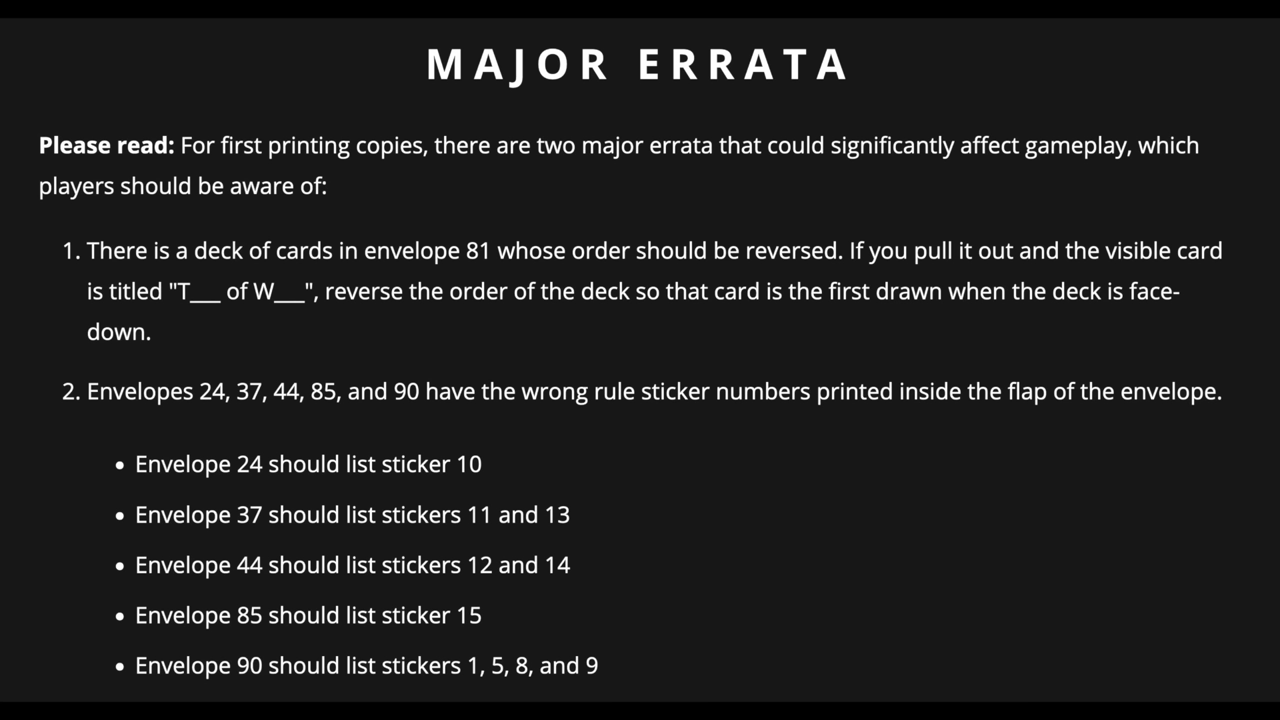 MAJOR ERRATA
Please read: For first printing copies, there are two major errata that could significantly affect gameplay, which
players should be aware of:
1. There is a deck of cards in envelope 81 whose order should be reversed. If you pull it out and the visible card
is titled "T___ of W___", reverse the order of the deck so that card is the first drawn when the deck is face-
down.
2. Envelopes 24, 37, 44, 85, and 90 have the wrong rule sticker numbers printed inside the flap of the envelope.
• Envelope 24 should list sticker 10
• Envelope 37 should list stickers 11 and 13
• Envelope 44 should list stickers 12 and 14
• Envelope 85 should list sticker 15
• Envelope 90 should list stickers 1, 5, 8, and 9